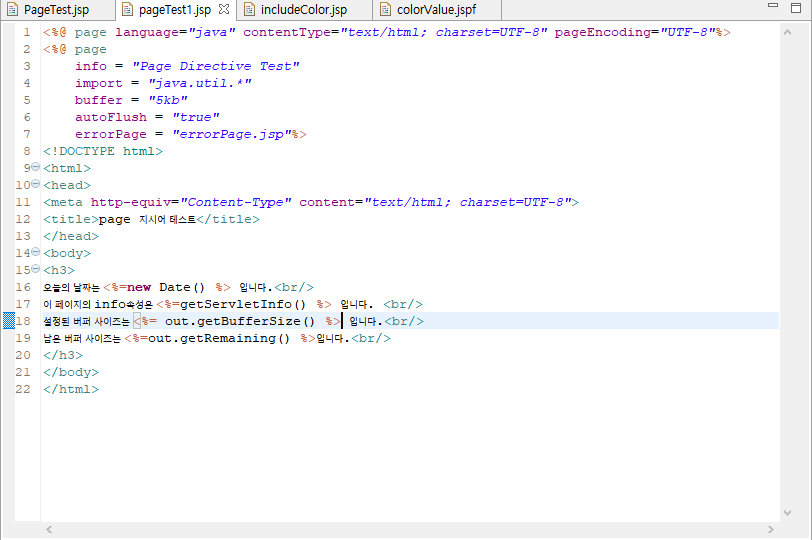 PageTest.jsp pageTest1.jsp includeColor.jsp colorValue.jspf
1 <%@ page language="java" contentType="text/html; charset=UTF-8" pageEncoding="UTF-8"%>
2 <%@ page
3 info = "Page Directive Test"
4 import = "java.util.*"
5 buffer = "5kb"
6 autoFlush = "true"
7 errorPage = "errorPage.jsp"%>
8 <!DOCTYPE html>
9 <html>
10 <head>
11 <meta http-equiv="Content-Type" content="text/html; charset=UTF-8">
12 <title>page 지시어 테스트</title>
13 </head>
14 <body>
15 <h3>
16 오늘의 날짜는 <%=new Date() %> 입니다.<br/>
17 이 페이지의 info속성은 <%=getServletInfo() %> 입니다. <br/>
18 설정된 버퍼 사이즈는 <%= out.getBufferSize() %> 입니다.<br/>
19 남은 버퍼 사이즈는 <%=out.getRemaining() %>입니다.<br/>
20 </h3>
21 </body>
22 </html>